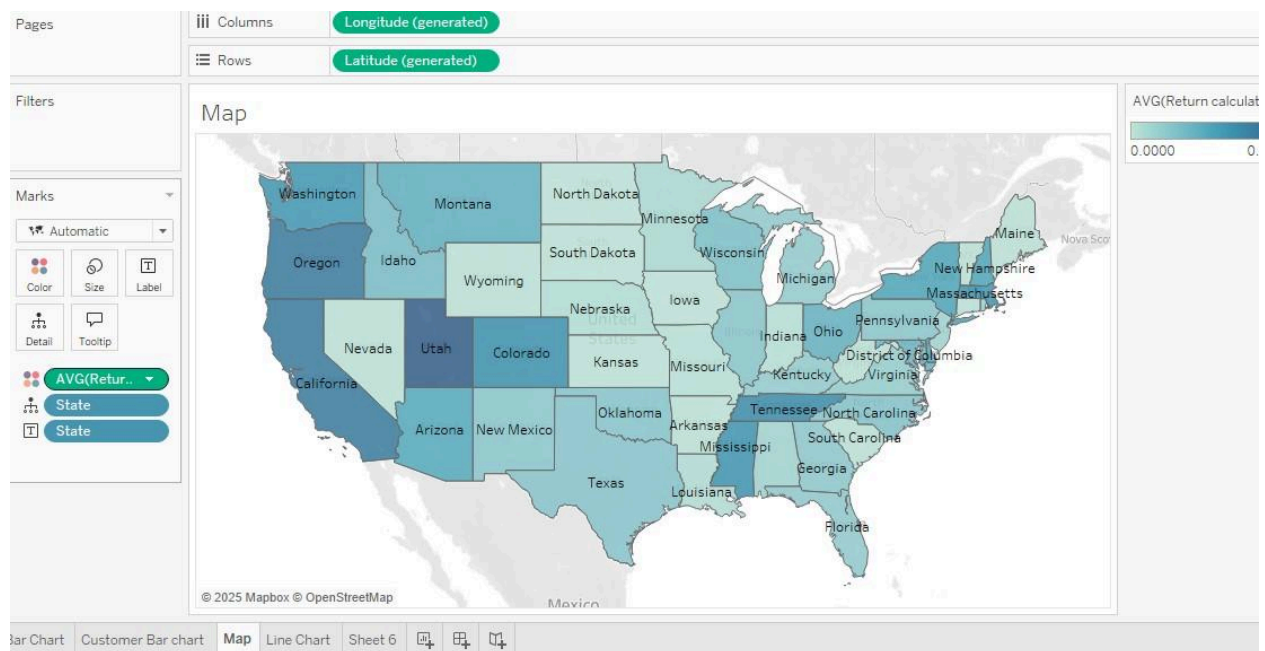 Pages
Columns
Longitude (generated)
Rows
Latitude (generated)
Filters
Map
AVG(Return calculat
0.0000 0.
Marks
Automatic
Color Size Label
Detail Tooltip
AVG(Retur..
State
T State
Washington
Montana
North Dakota
Minnesota
Maine
Nova Sco
Oregon
Idaho
South Dakota
Wisconsin
Michigan
New Hampshire
Wyoming
Massachusetts
Nebraska
Iowa
United
States
Pennsylvania
Nevada
Utah
Colorado
Kansas
Missouri
Illinois
Indiana
Ohio
District of Columbia
Kentucky
Virginia
California
Arizona
New Mexico
Oklahoma
Arkansas
Tennessee
North Carolina
Mississippi
South Carolina
Georgia
Texas
Louisiana
Florida
Mexico
© 2025 Mapbox © OpenStreetMap
Bar Chart Customer Bar chart Map Line Chart Sheet 6